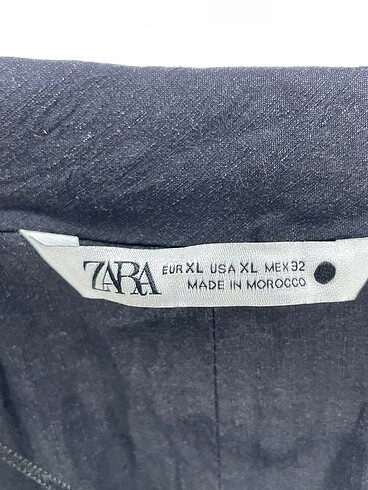 ZARA
EUR XL USA XL MEX 32
MADE IN MOROCCO